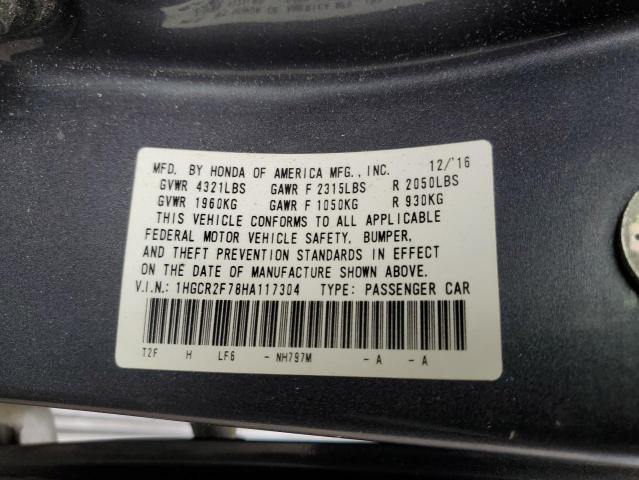 MFD. BY HONDA OF AMERICA MFG., INC. 12/'16
GVWR 4321LBS GAWR F 2315LBS R 2050LBS
GVWR 1960KG GAWR F 1050KG R 930KG
THIS VEHICLE CONFORMS TO ALL APPLICABLE
FEDERAL MOTOR VEHICLE SAFETY, BUMPER,
AND THEFT PREVENTION STANDARDS IN EFFECT
ON THE DATE OF MANUFACTURE SHOWN ABOVE.
V.I.N.: 1HGCR2F78HA117304 TYPE: PASSENGER CAR
T2F H LF6 - NH797M - A - A